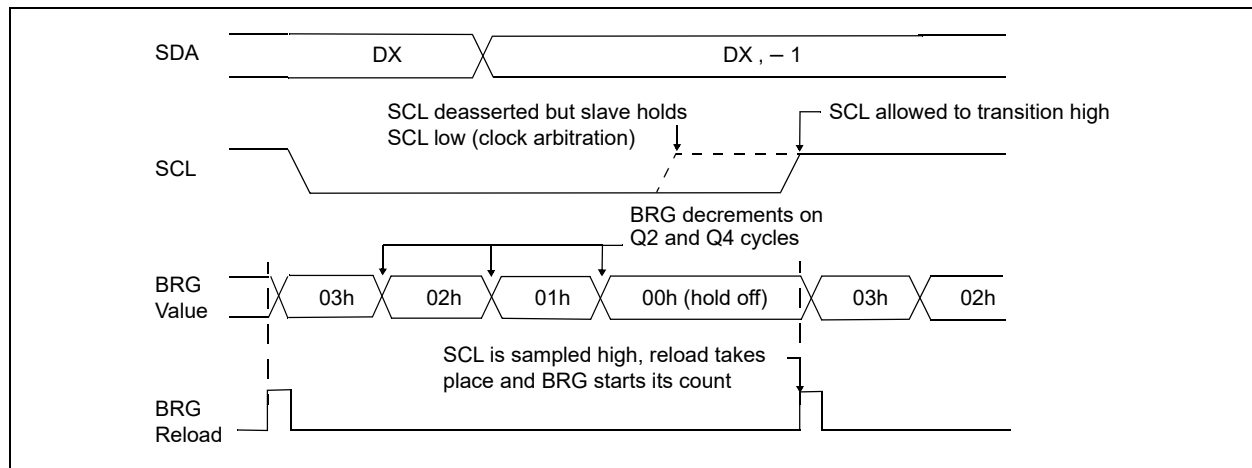 SDA
DX
DX , – 1
SCL deasserted but slave holds
SCL low (clock arbitration)
SCL allowed to transition high
SCL
BRG decrements on
Q2 and Q4 cycles
BRG
Value
03h
02h
01h
00h (hold off)
03h
02h
SCL is sampled high, reload takes
place and BRG starts its count
BRG
Reload